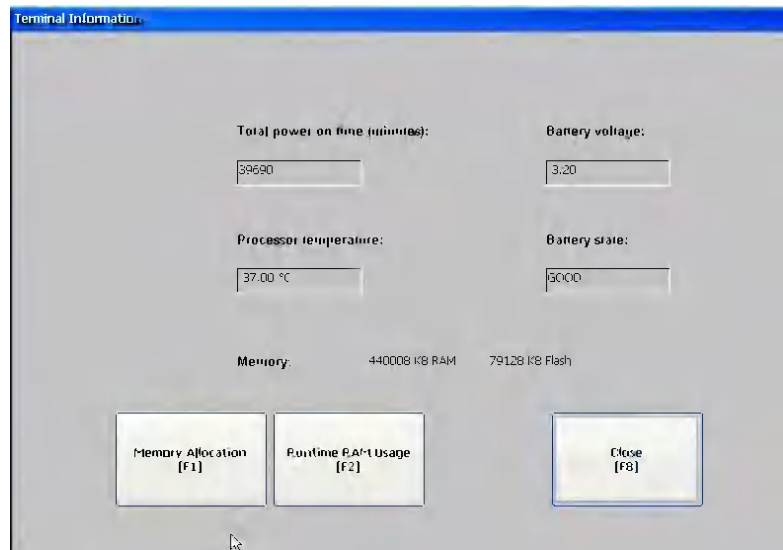 Terminal Information
Total power on time (minutes):
Battery voltage:
39690
3.20
Processor temperature:
Battery state:
37.00 °C
GOOD
Memory:
440008 KB RAM
79128 KB Flash
Memory Allocation
[F1]
Runtime RAM Usage
[F2]
Close
[F8]